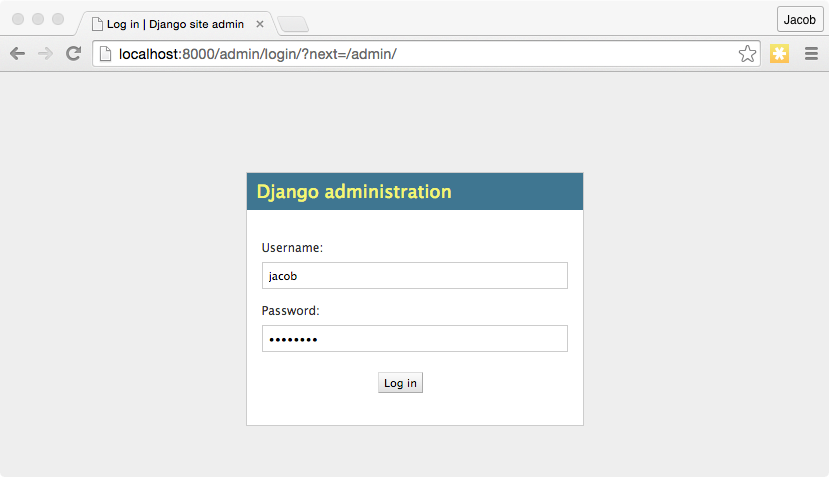 Log in | Django site admin
Jacob
localhost:8000/admin/login/?next=/admin/
Django administration
Username:
jacob
Password:
••••••••
Log in